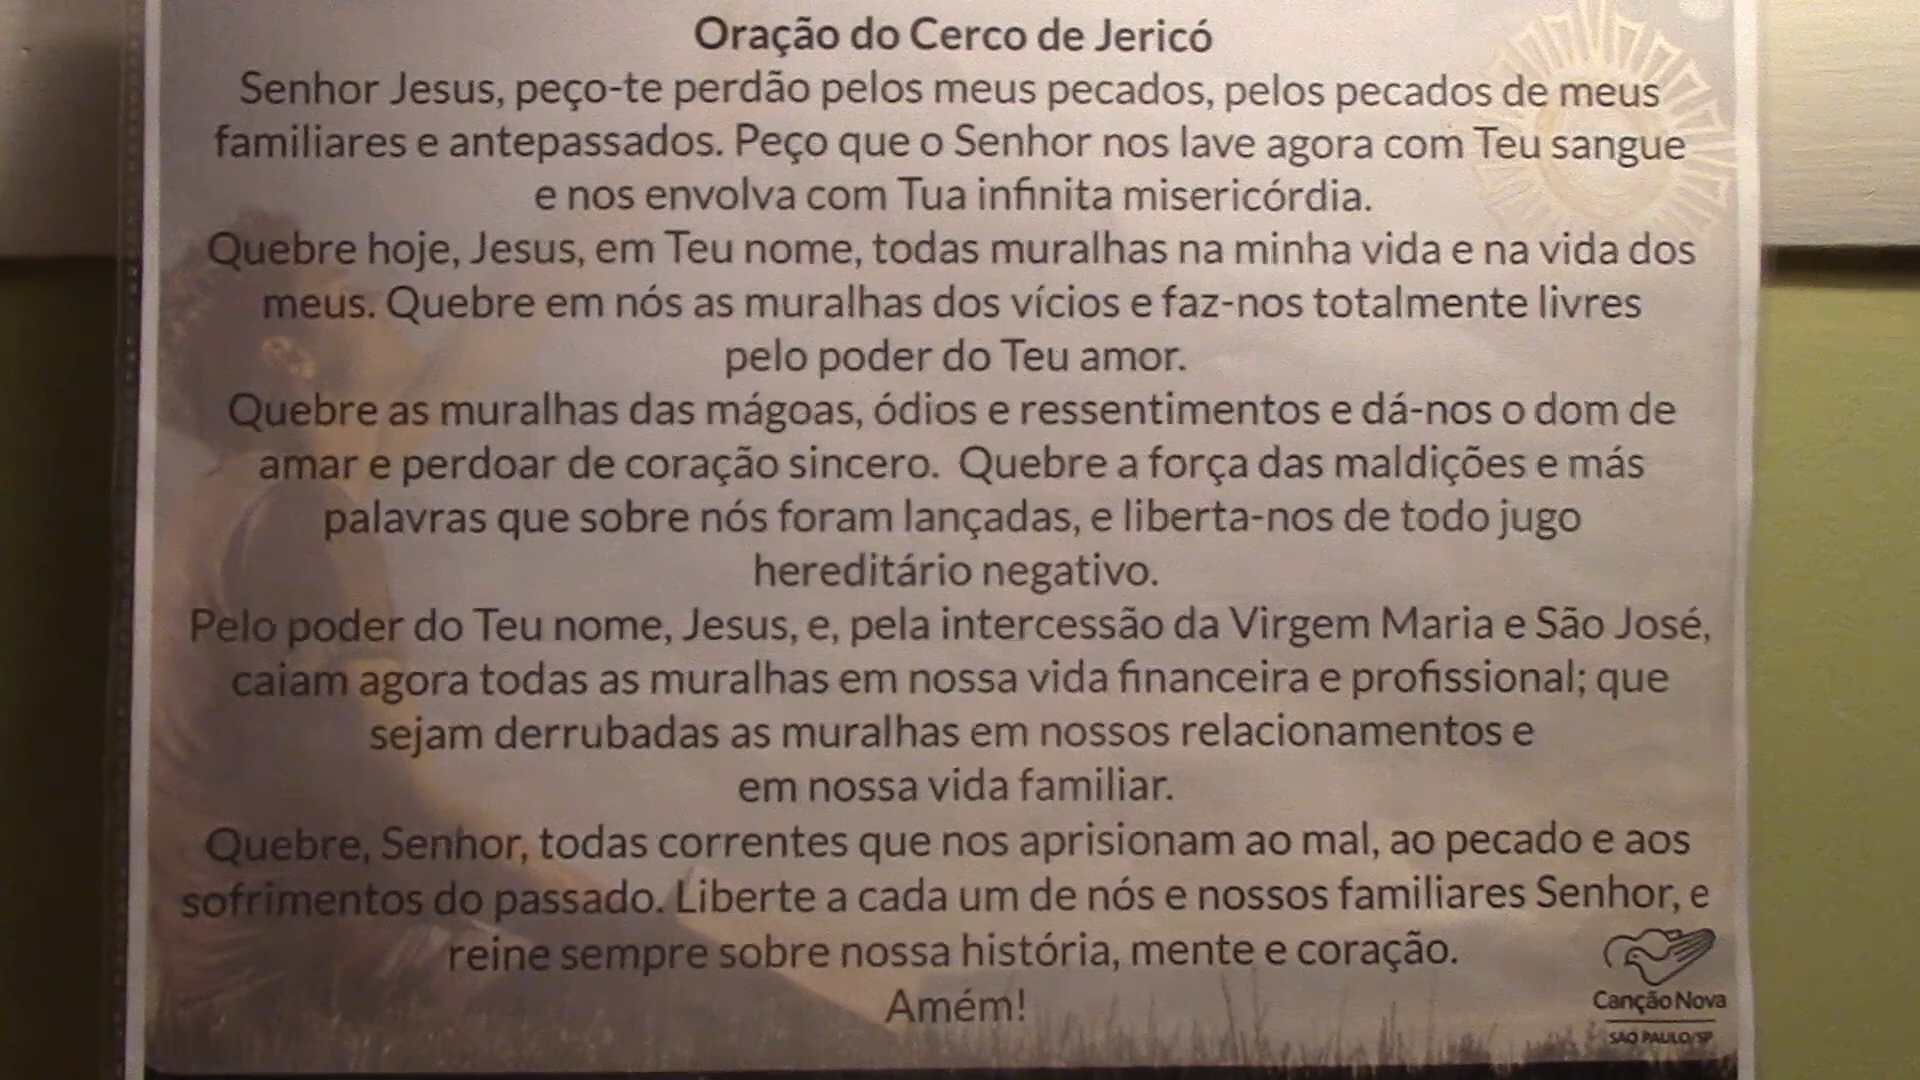 Oração do Cerco de Jericó
Senhor Jesus, peço-te perdão pelos meus pecados, pelos pecados de meus
familiares e antepassados. Peço que o Senhor nos lave agora com Teu sangue
e nos envolva com Tua infinita misericórdia.
Quebre hoje, Jesus, em Teu nome, todas muralhas na minha vida e na vida dos
meus. Quebre em nós as muralhas dos vícios e faz-nos totalmente livres
pelo poder do Teu amor.
Quebre as muralhas das mágoas, ódios e ressentimentos e dá-nos o dom de
amar e perdoar de coração sincero. Quebre a força das maldições e más
palavras que sobre nós foram lançadas, e liberta-nos de todo jugo
hereditário negativo.
Pelo poder do Teu nome, Jesus, e, pela intercessão da Virgem Maria e São José,
caiam agora todas as muralhas em nossa vida financeira e profissional; que
sejam derrubadas as muralhas em nossos relacionamentos e
em nossa vida familiar.
Quebre, Senhor, todas correntes que nos aprisionam ao mal, ao pecado e aos
sofrimentos do passado. Liberte a cada um de nós e nossos familiares Senhor, e
reine sempre sobre nossa história, mente e coração.
Amém!
Canção Nova
SÃO PAULO/SP